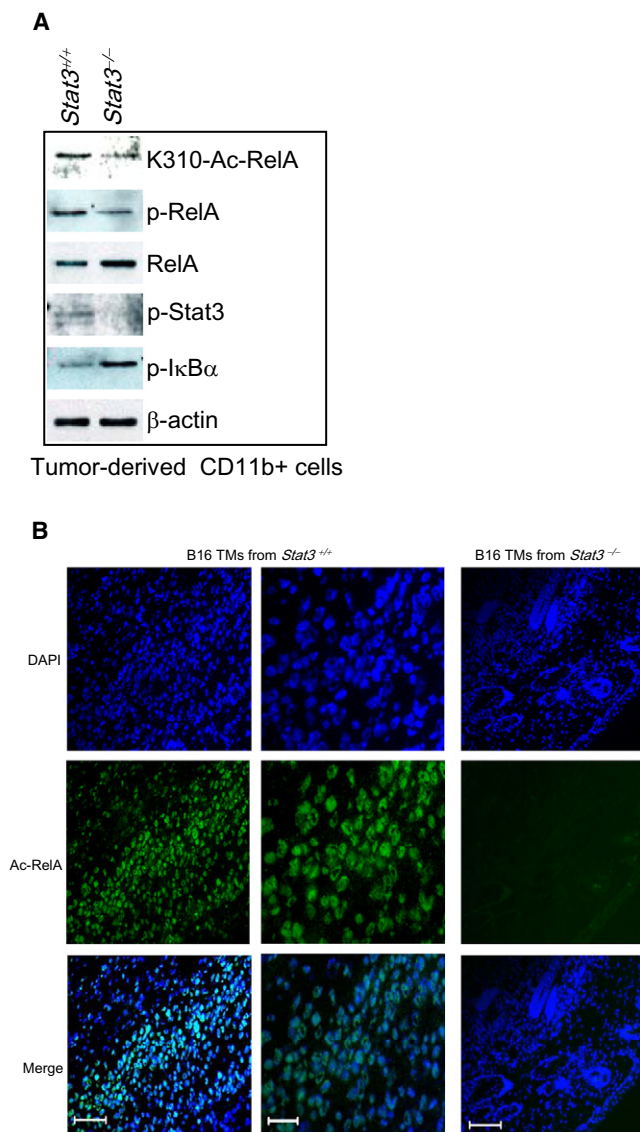 A
Stat3+/+ Stat3-/-
K310-Ac-RelA
p-RelA
RelA
p-Stat3
p-IκBα
β-actin
Tumor-derived CD11b+ cells
B
B16 TMs from Stat3 +/+ B16 TMs from Stat3 -/-
DAPI
Ac-RelA
Merge